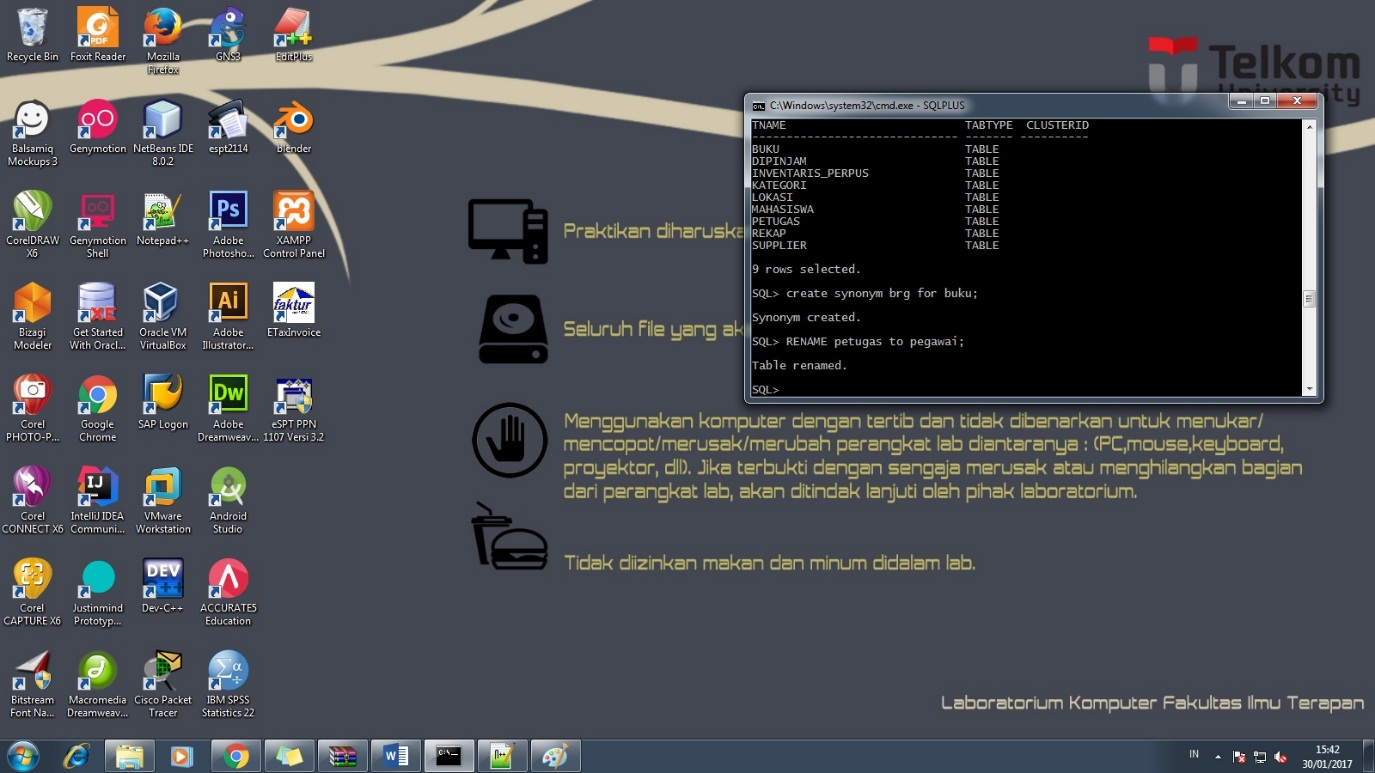 Recycle Bin
Foxit Reader
Mozilla
Firefox
GNS3
EditPlus
Balsamiq
Mockups 3
Genymotion
NetBeans IDE
8.0.2
espt2114
Blender
CorelDRAW
X6
Genymotion
Shell
Notepad++
Adobe
Photosho...
XAMPP
Control Panel
Bizagi
Modeler
Get Started
With Oracl...
Oracle VM
VirtualBox
Adobe
Illustrator...
faktur
ETaxInvoice
Corel
PHOTO-P...
Google
Chrome
SAP Logon
Adobe
Dreamweav...
eSPT PPN
1107 Versi 3.2
Corel
CONNECT X6
IntelliJ IDEA
Communi...
VMware
Workstation
Android
Studio
Corel
CAPTURE X6
Justinmind
Prototyp...
Dev-C++
ACCURATE5
Education
Bitstream
Font Na...
Macromedia
Dreamweav...
Cisco Packet
Tracer
IBM SPSS
Statistics 22
Telkom
University
C:\Windows\system32\cmd.exe - SQLPLUS
TNAME TABTYPE CLUSTERID
------------------------------ ------- ----------
BUKU TABLE
DIPINJAM TABLE
INVENTARIS_PERPUS TABLE
KATEGORI TABLE
LOKASI TABLE
MAHASISWA TABLE
PETUGAS TABLE
REKAP TABLE
SUPPLIER TABLE
9 rows selected.
SQL> create synonym brg for buku;
Synonym created.
SQL> RENAME petugas to pegawai;
Table renamed.
SQL>
Praktikan diharuska
Seluruh file yang ak
Menggunakan komputer dengan tertib dan tidak dibenarkan untuk menukar/
mencopot/merusak/merubah perangkat lab diantaranya : (PC,mouse,keyboard,
proyektor, dll). Jika terbukti dengan sengaja merusak atau menghilangkan bagian
dari perangkat lab, akan ditindak lanjuti oleh pihak laboratorium.
Tidak diizinkan makan dan minum didalam lab.
Laboratorium Komputer Fakultas Ilmu Terapan
IN
15:42
30/01/2017